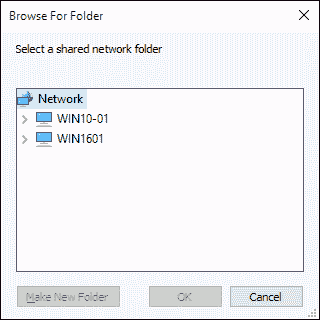 Browse For Folder
Select a shared network folder
Network
WIN10-01
WIN1601
Make New Folder
OK
Cancel